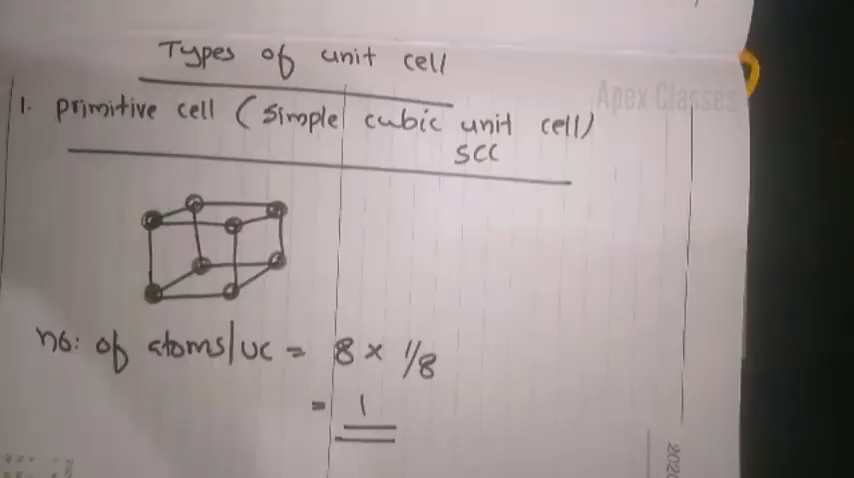 Types of unit cell
Apex Classes
1. primitive cell (simple cubic unit cell)
SCC
no: of atoms/uc = 8 × 1/8
= 1
2020